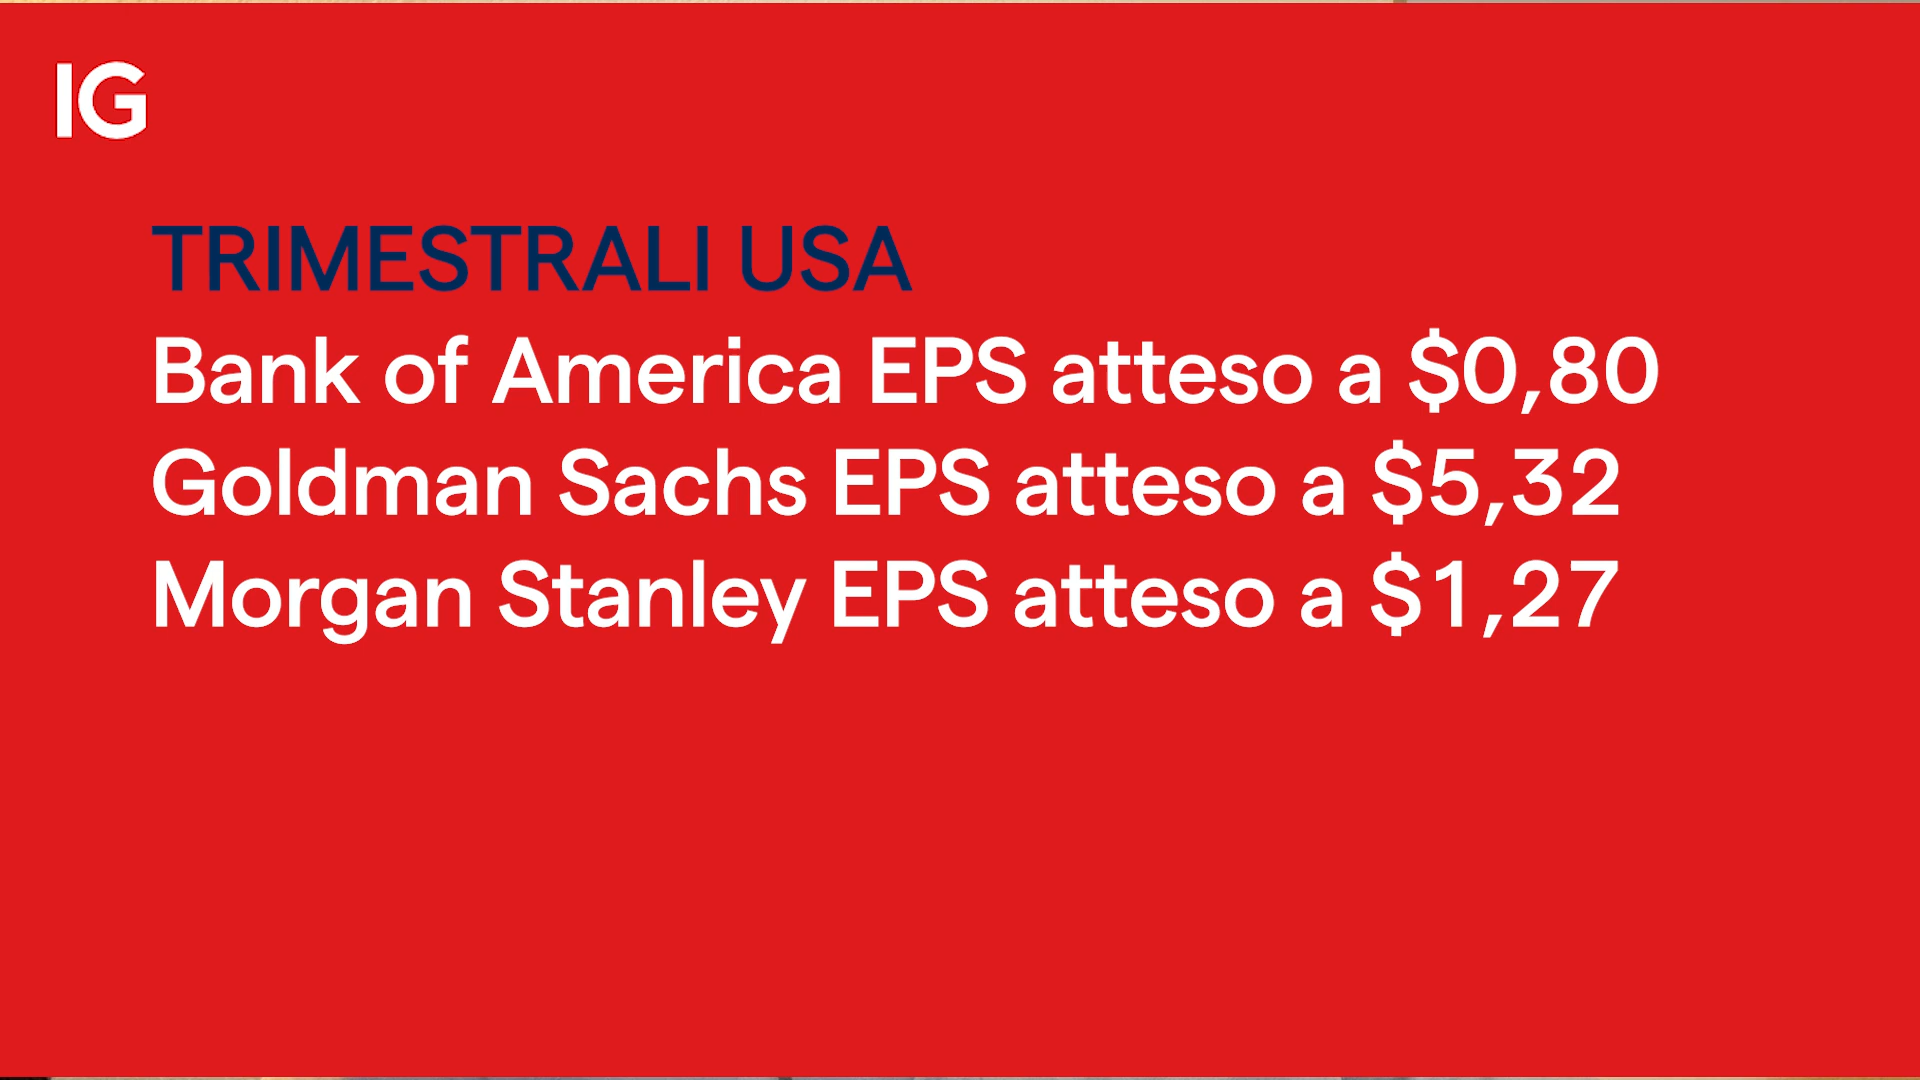 IG
TRIMESTRALI USA
Bank of America EPS atteso a $0,80
Goldman Sachs EPS atteso a $5,32
Morgan Stanley EPS atteso a $1,27